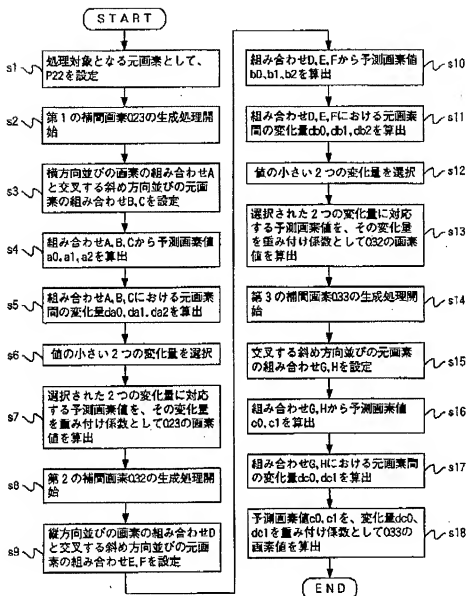 START
s1
処理対象となる元画素として、
P22を設定
s2
第1の補間画素Q23の生成処理
開始
s3
横方向並びの画素の組み合わせA
と交叉する斜め方向並びの元画
素の組み合わせB,Cを設定
s4
組み合わせA,B,Cから予測画素値
a0,a1,a2を算出
s5
組み合わせA,B,Cにおける元画素
間の変化量da0,da1,da2を算出
s6
値の小さい2つの変化量を選択
s7
選択された2つの変化量に対応
する予測画素値を、その変化量
を重み付け係数としてQ23の画素
値を算出
s8
第2の補間画素Q32の生成処理
開始
s9
縦方向並びの画素の組み合わせD
と交叉する斜め方向並びの元画
素の組み合わせE,Fを設定
組み合わせD,E,Fから予測画素値
b0,b1,b2を算出
s10
組み合わせD,E,Fにおける元画素
間の変化量db0,db1,db2を算出
s11
値の小さい2つの変化量を選択
s12
選択された2つの変化量に対応す
る予測画素値を、その変化量を
重み付け係数としてQ32の画素
値を算出
s13
第3の補間画素Q33の生成処理開
始
s14
交叉する斜め方向並びの元画素
の組み合わせG,Hを設定
s15
組み合わせG,Hから予測画素値
c0,c1を算出
s16
組み合わせG,Hにおける元画素間
の変化量dc0,dc1を算出
s17
予測画素値c0,c1を、変化量dc0、
dc1を重み付け係数としてQ33の
画素値を算出
s18
END